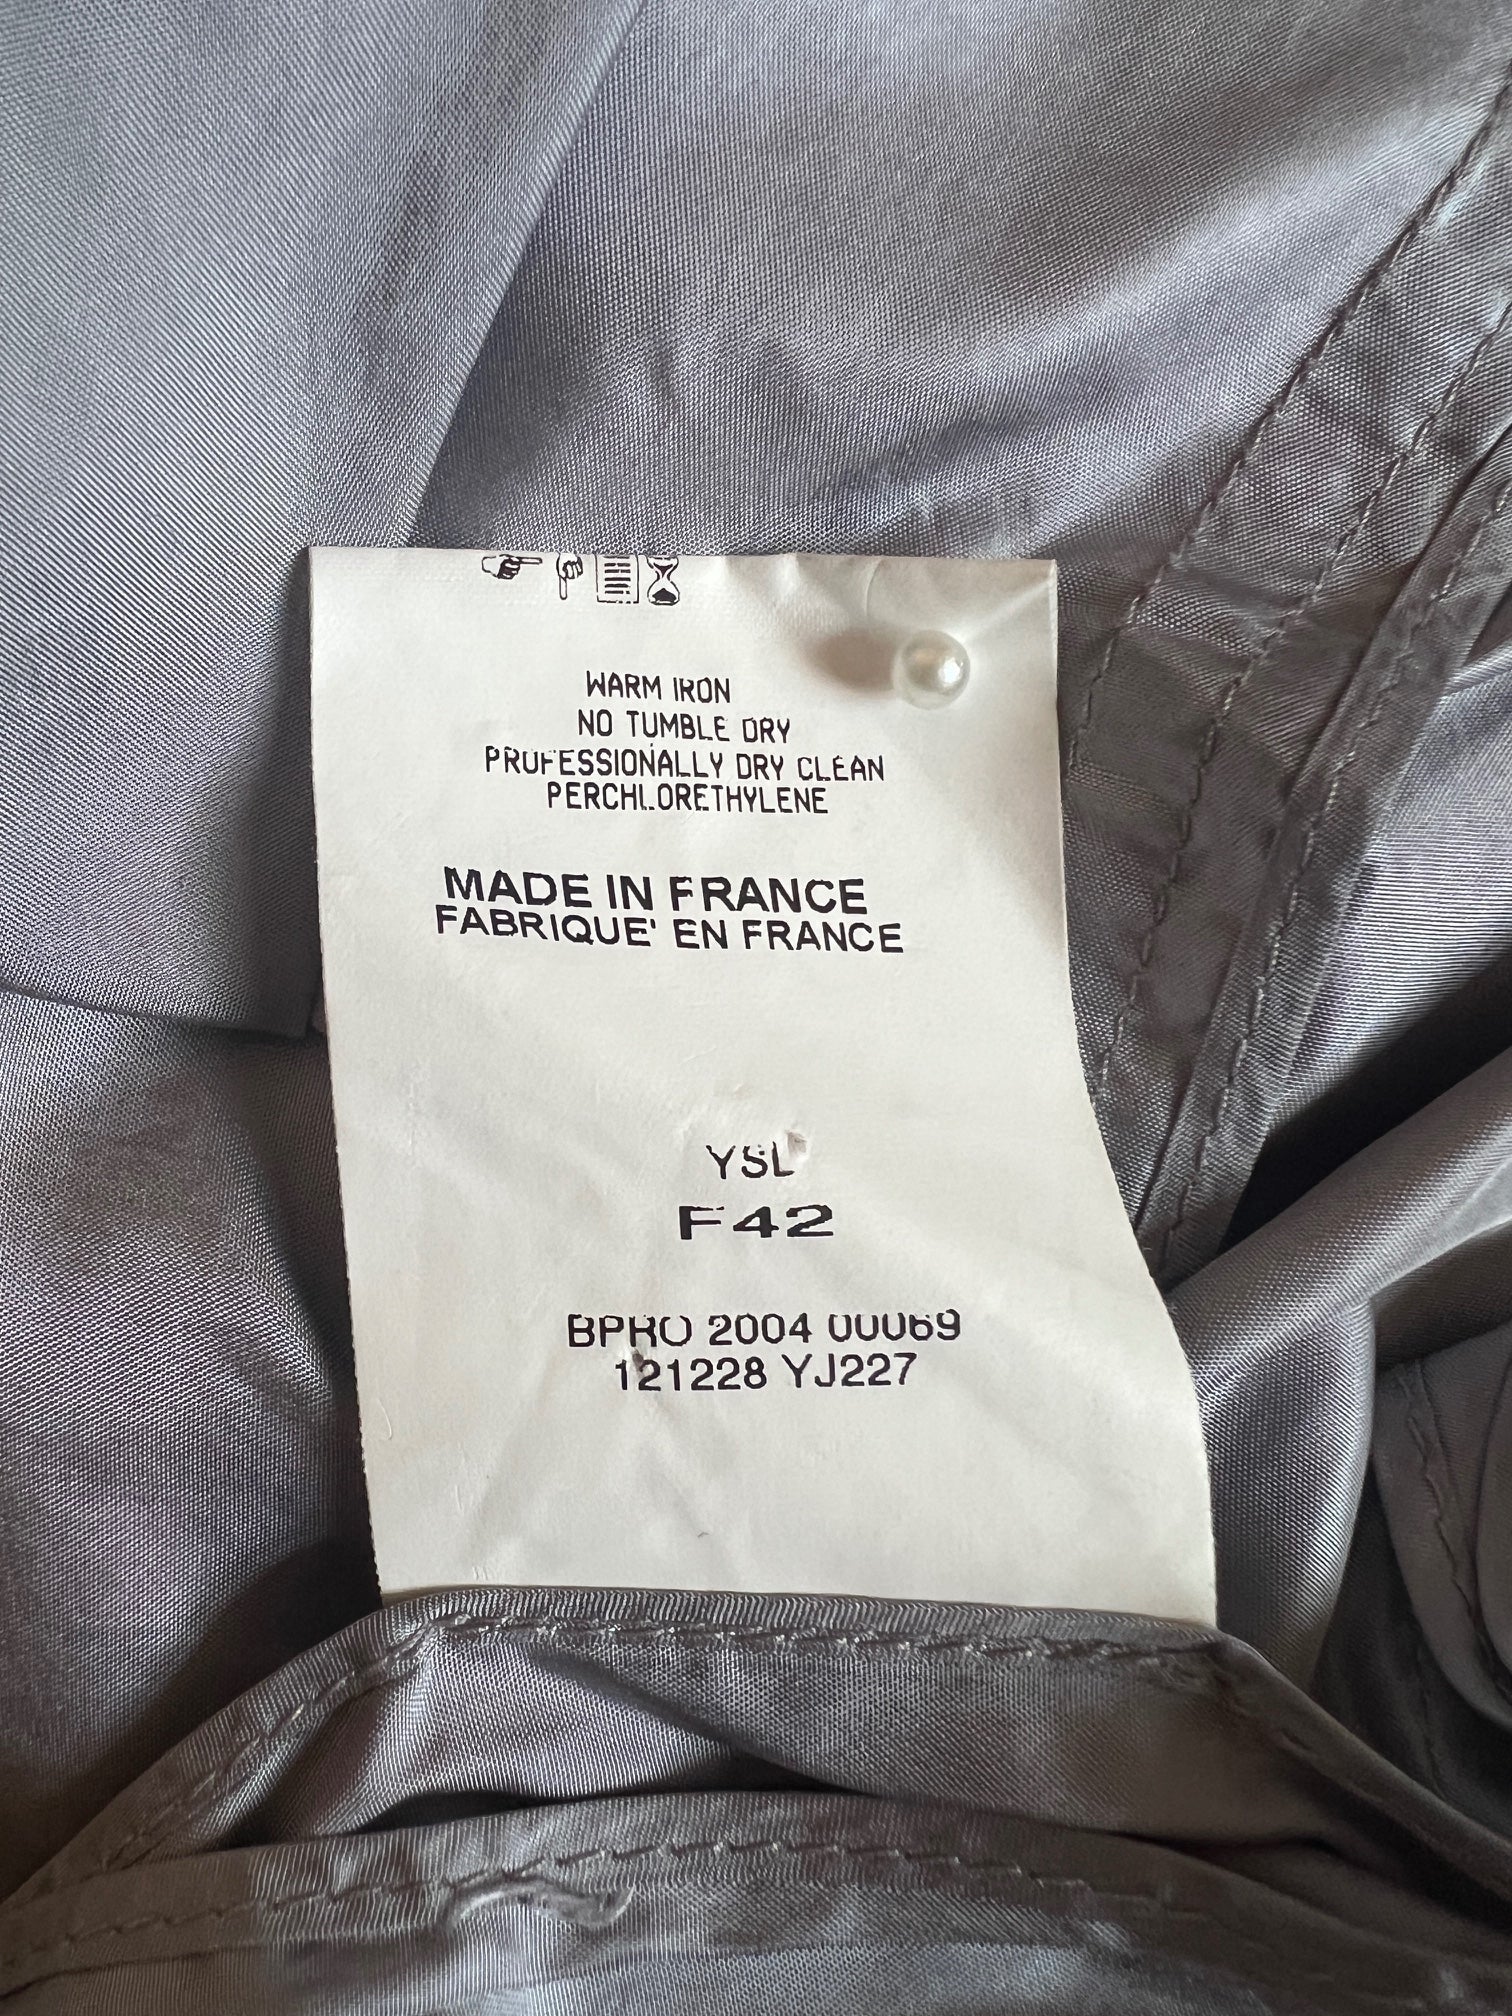 WARM IRON
NO TUMBLE DRY
PROFESSIONALLY DRY CLEAN
PERCHLORETHYLENE
MADE IN FRANCE
FABRIQUE' EN FRANCE
YSL
F42
BPRO 2004 00069
121228 YJ227